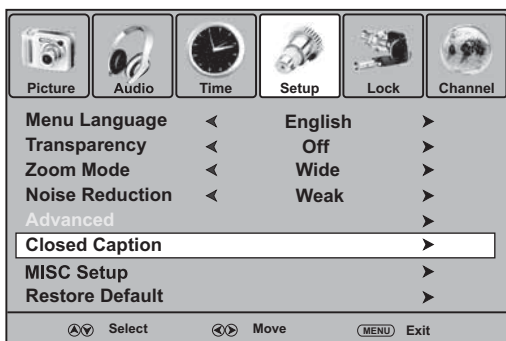 Picture Audio Time Setup Lock Channel
Menu Language English
Transparency Off
Zoom Mode Wide
Noise Reduction Weak
Advanced
Closed Caption
MISC Setup
Restore Default
Select Move MENU Exit